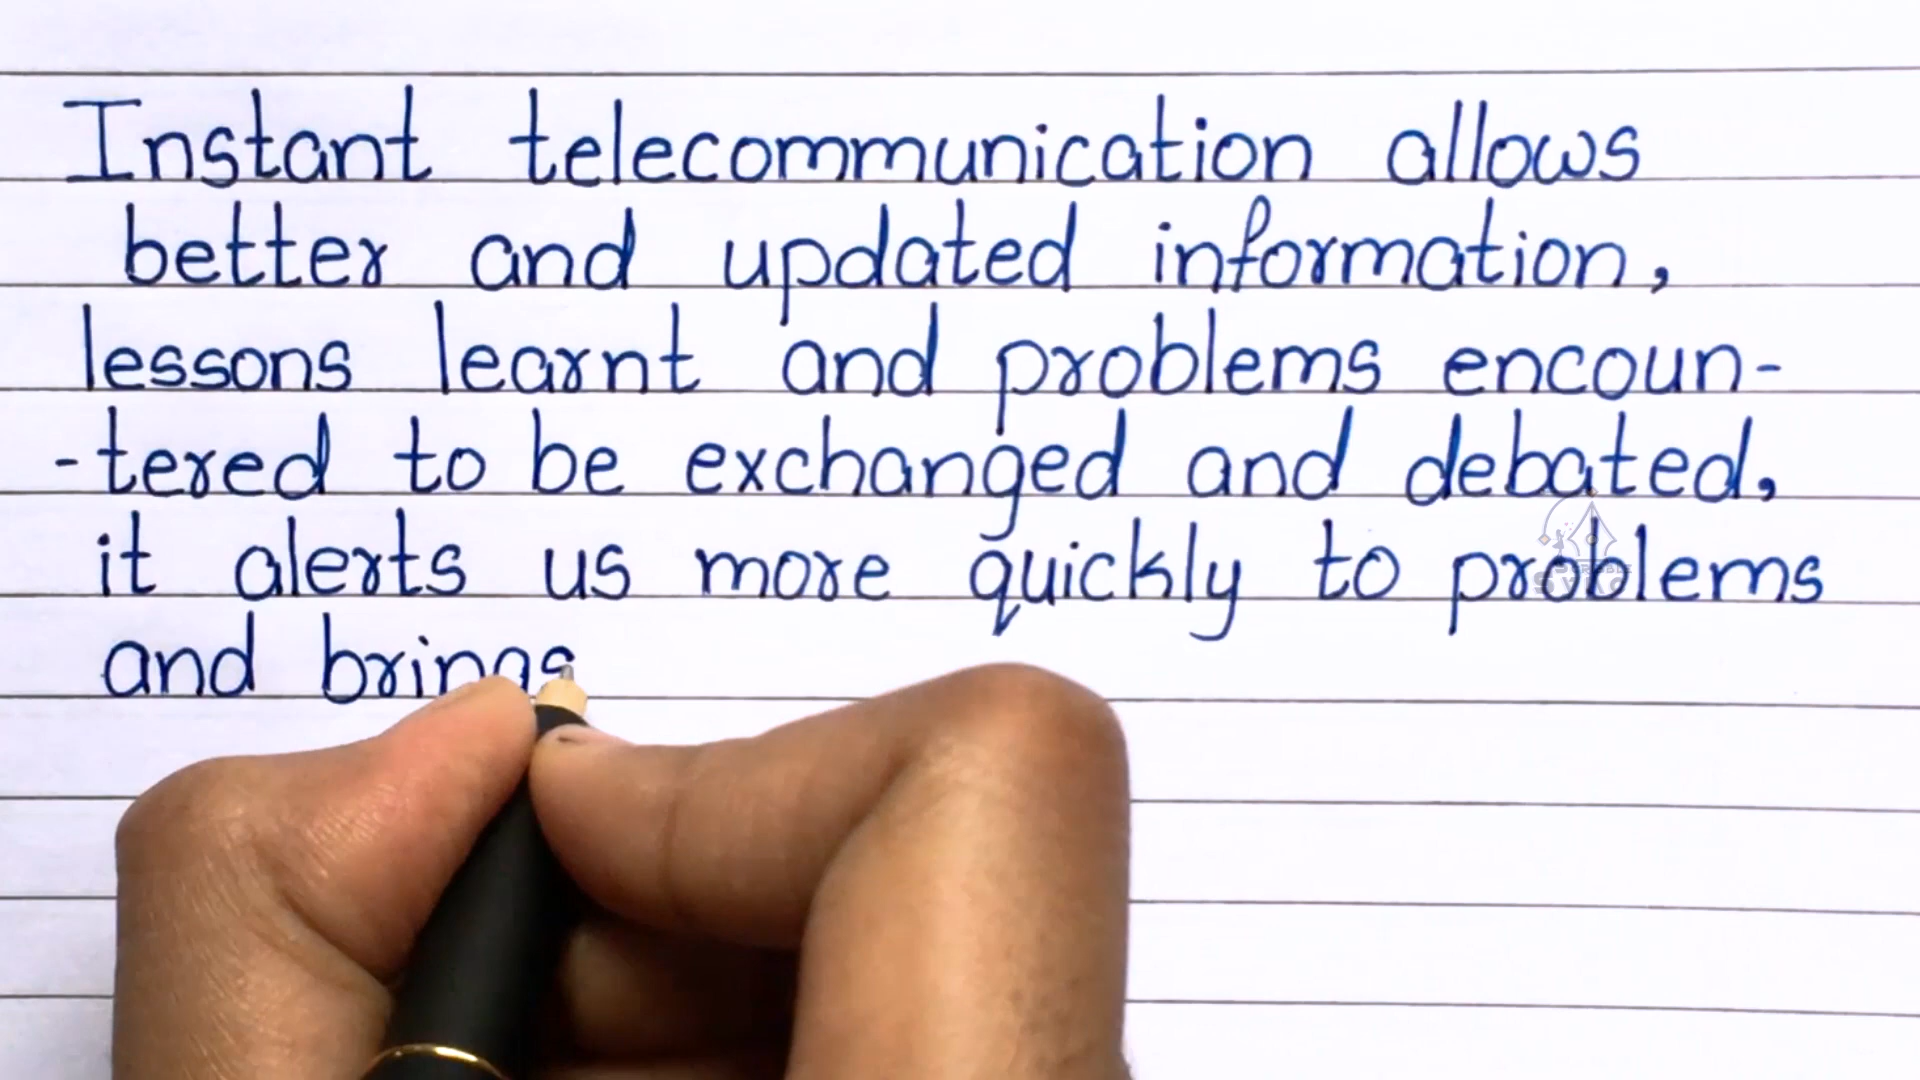 Instant telecommunication allows
better and updated information,
lessons learnt and problems encoun-
-tered to be exchanged and debated,
it alerts us more quickly to problems
and brings